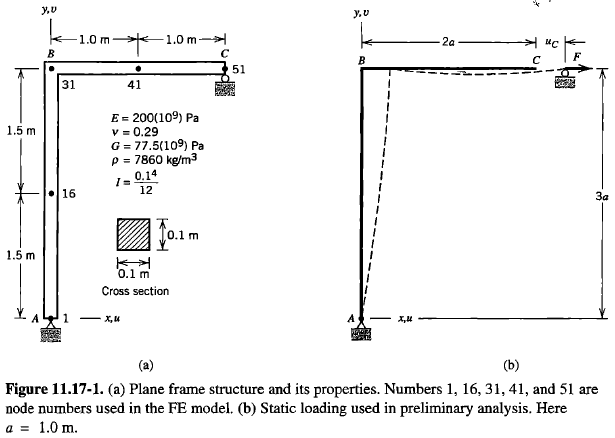 y,v
1.0 m
1.0 m
B
C
31
41
51
E = 200(10⁹) Pa
ν = 0.29
G = 77.5(10⁹) Pa
ρ = 7860 kg/m³
I = 0.1⁴/12
1.5 m
16
0.1 m
0.1 m
Cross section
1.5 m
A
1
x,u
(a)
y,v
2a
uC
F
B
C
3a
A
x,u
(b)
Figure 11.17-1. (a) Plane frame structure and its properties. Numbers 1, 16, 31, 41, and 51 are
node numbers used in the FE model. (b) Static loading used in preliminary analysis. Here
a = 1.0 m.